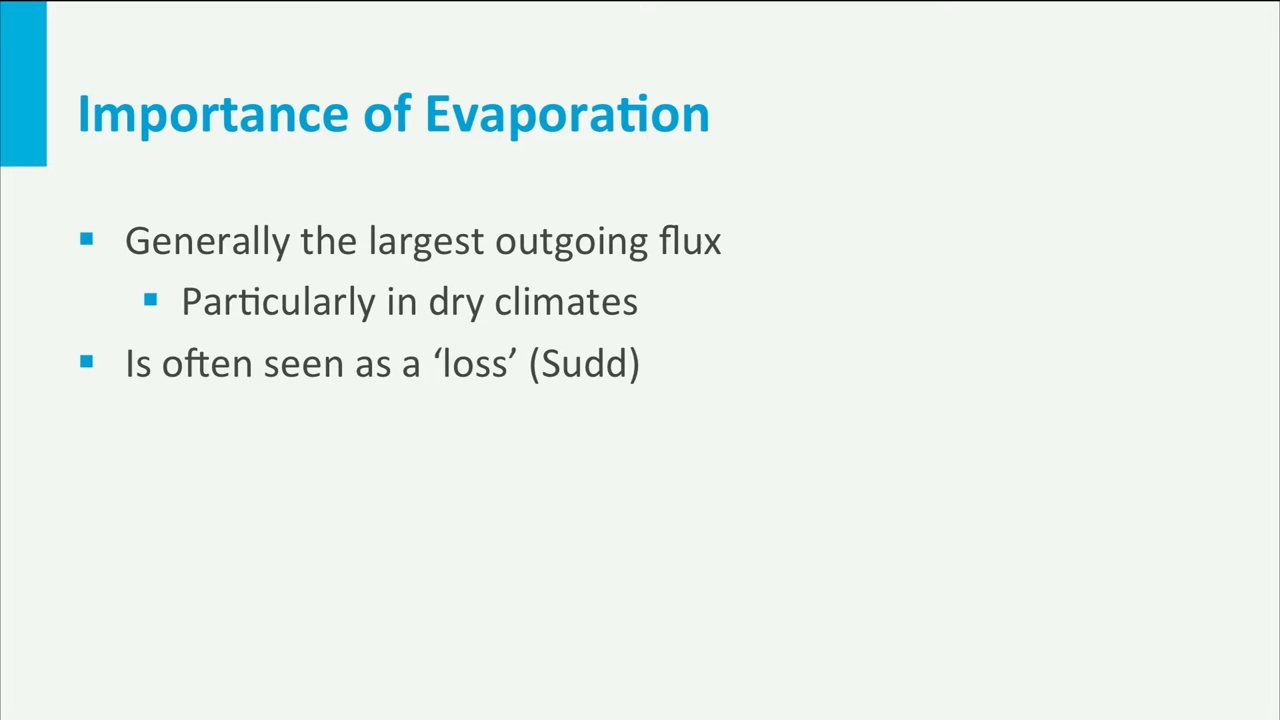 Importance of Evaporation
▪ Generally the largest outgoing flux
▪ Particularly in dry climates
▪ Is often seen as a ‘loss’ (Sudd)